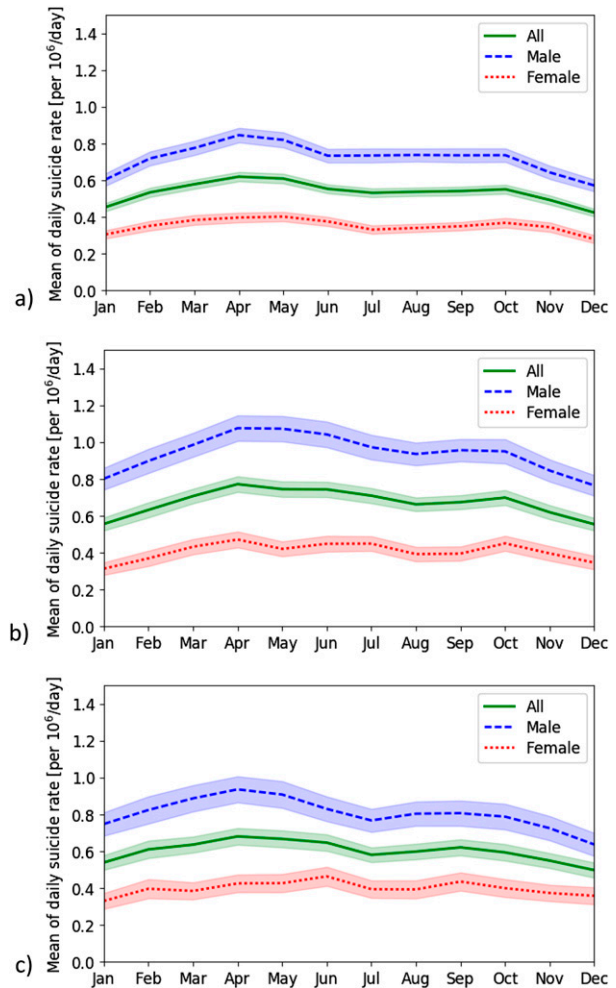 Mean of daily suicide rate [per 10⁶/day]
1.4
1.2
1.0
0.8
0.6
0.4
0.2
0.0
All
Male
Female
Jan Feb Mar Apr May Jun Jul Aug Sep Oct Nov Dec
a)
Mean of daily suicide rate [per 10⁶/day]
1.4
1.2
1.0
0.8
0.6
0.4
0.2
0.0
All
Male
Female
Jan Feb Mar Apr May Jun Jul Aug Sep Oct Nov Dec
b)
Mean of daily suicide rate [per 10⁶/day]
1.4
1.2
1.0
0.8
0.6
0.4
0.2
0.0
All
Male
Female
Jan Feb Mar Apr May Jun Jul Aug Sep Oct Nov Dec
c)